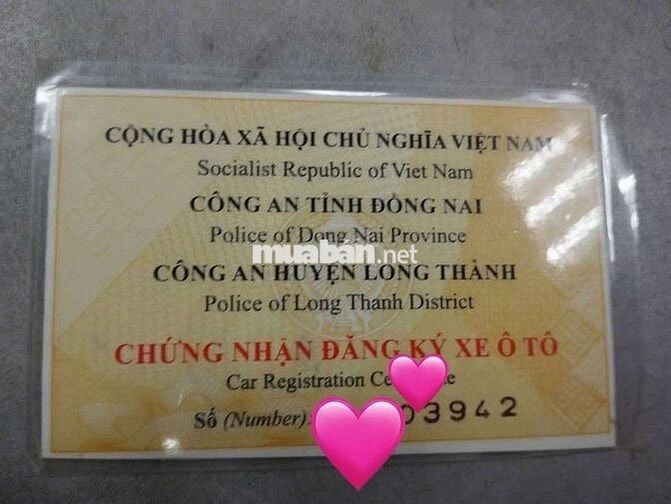 CỘNG HÒA XÃ HỘI CHỦ NGHĨA VIỆT NAM
Socialist Republic of Viet Nam
CÔNG AN TỈNH ĐỒNG NAI
Police of Dong Nai Province
muaban.net
CÔNG AN HUYỆN LONG THÀNH
Police of Long Thanh District
CHỨNG NHẬN ĐĂNG KÝ XE Ô TÔ
Car Registration
Số (Number): 03942